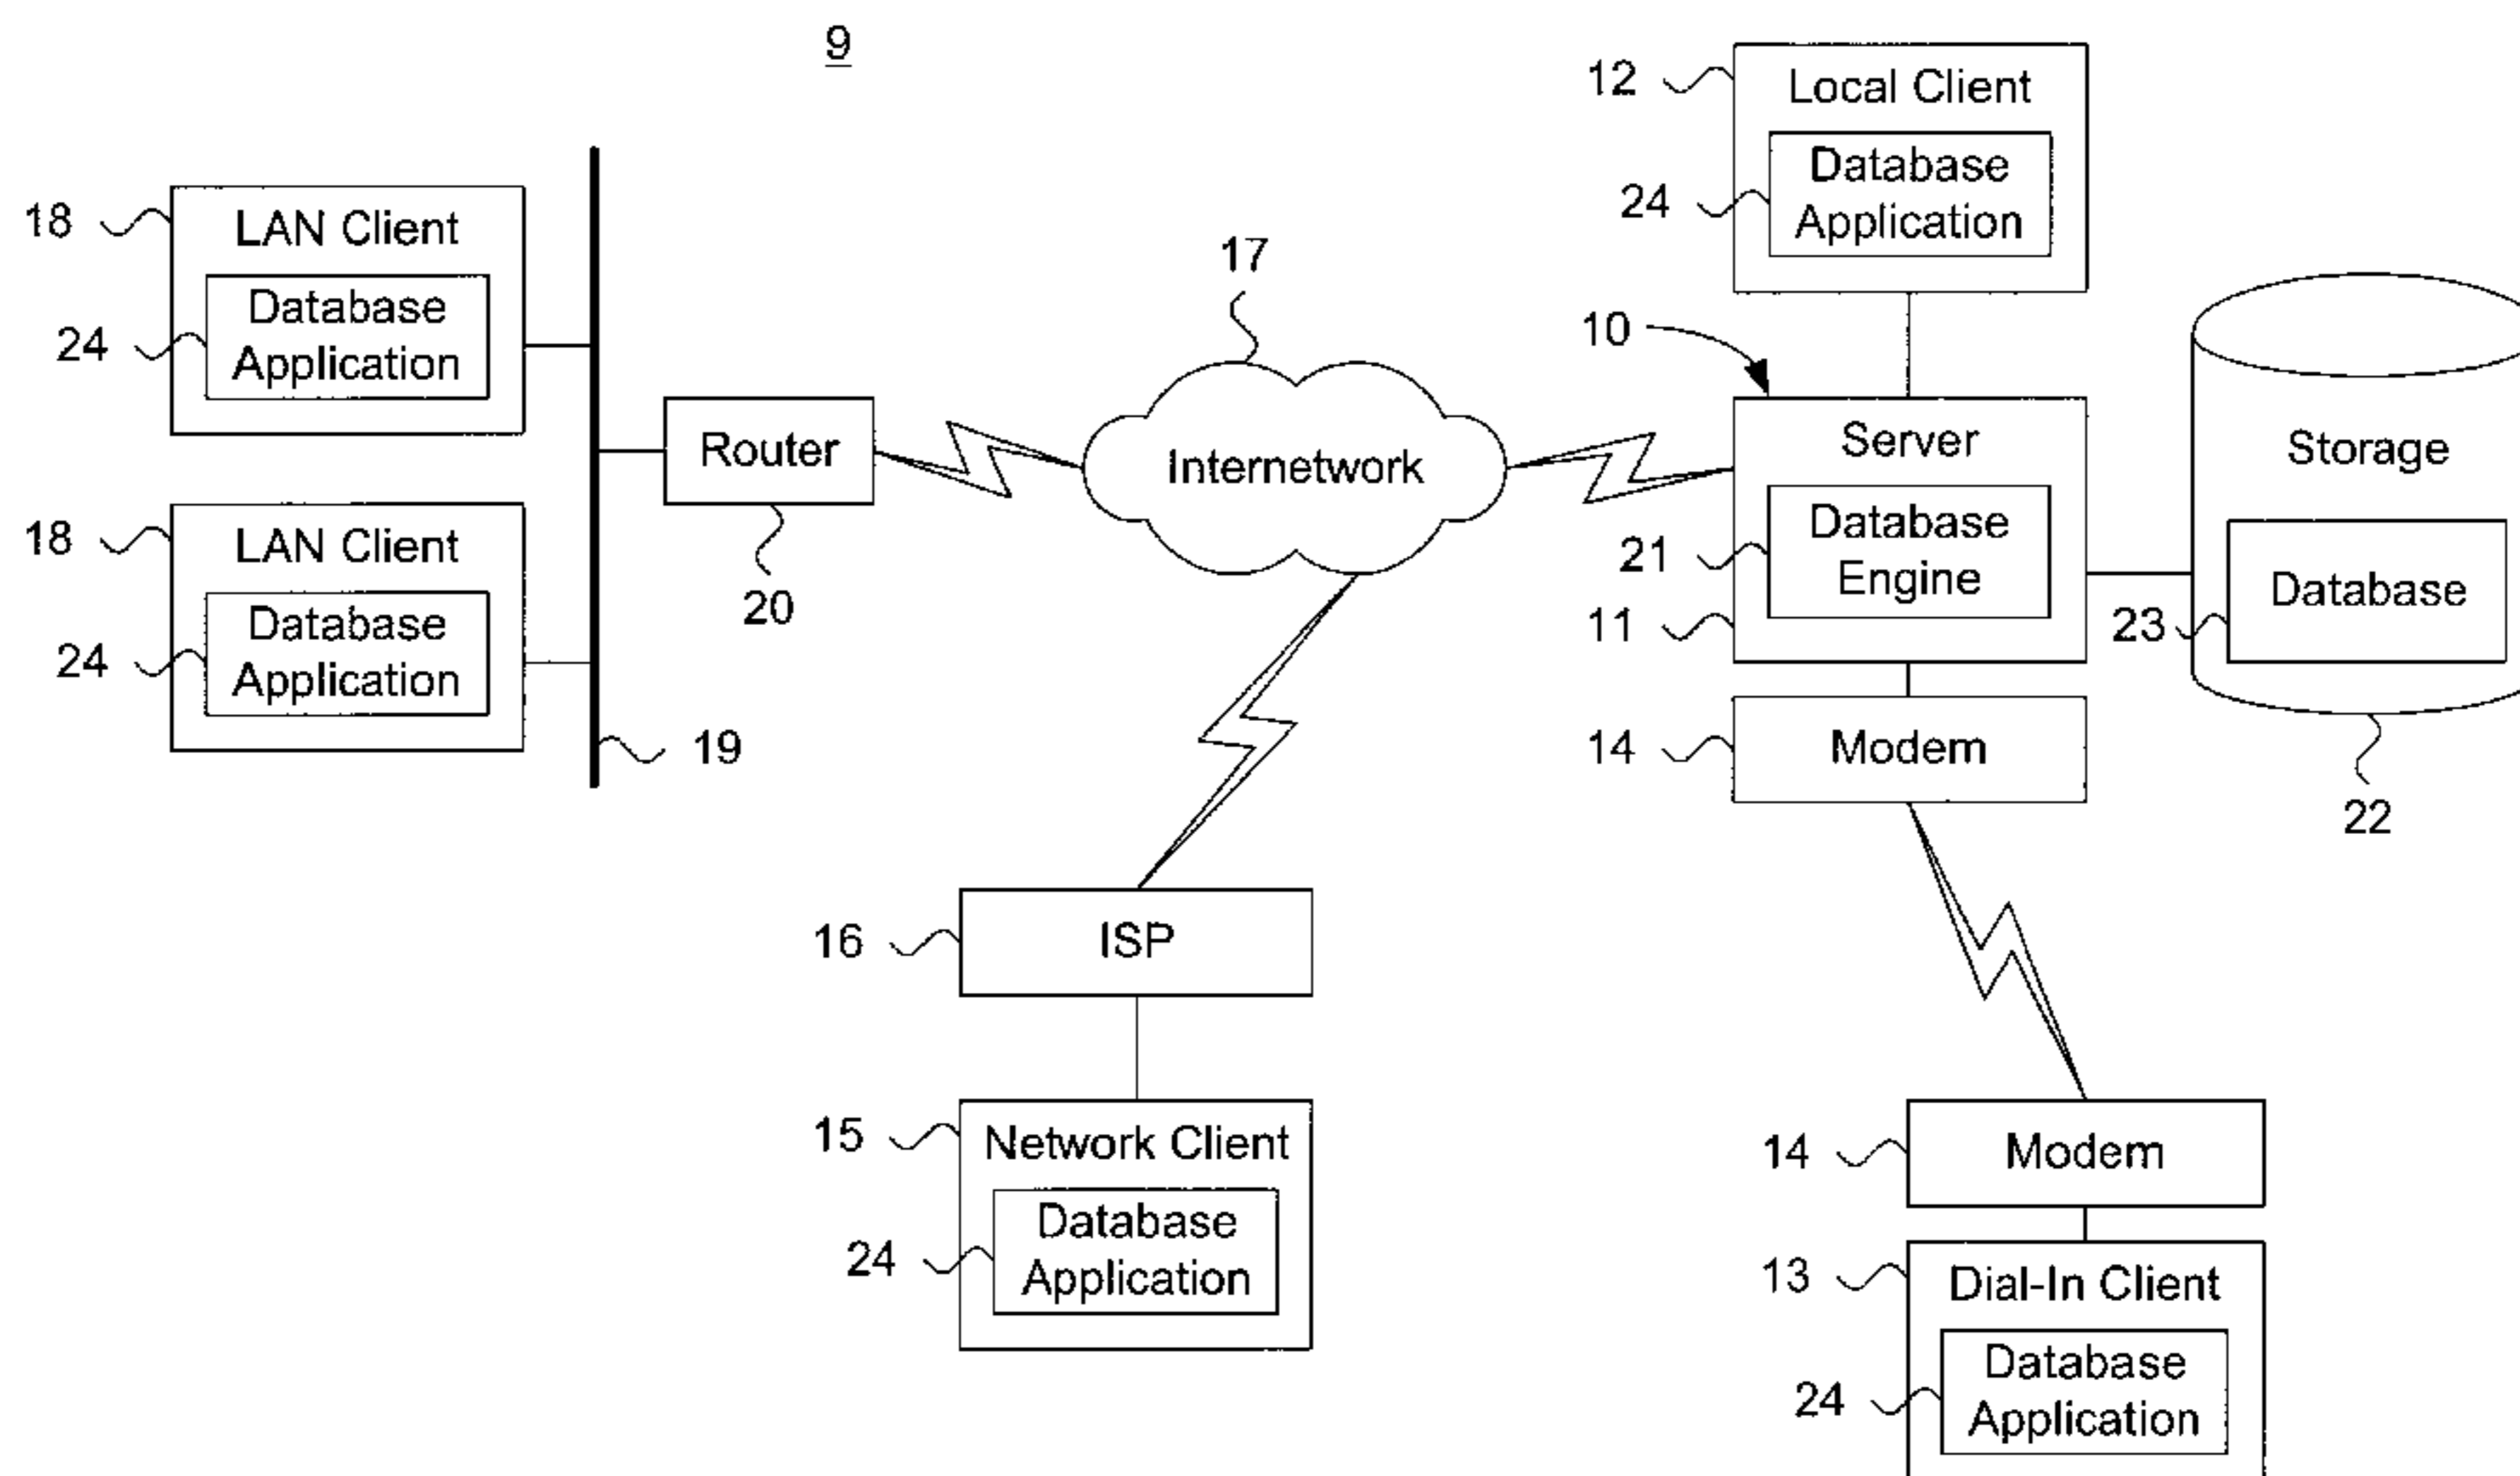 9
12
Local Client
24
Database
Application
18
LAN Client
24
Database
Application
17
10
Router
20
Internetwork
Server
21
Database
Engine
11
Storage
23
Database
22
18
LAN Client
24
Database
Application
19
14
Modem
16
ISP
15
Network Client
24
Database
Application
14
Modem
13
Dial-In Client
24
Database
Application